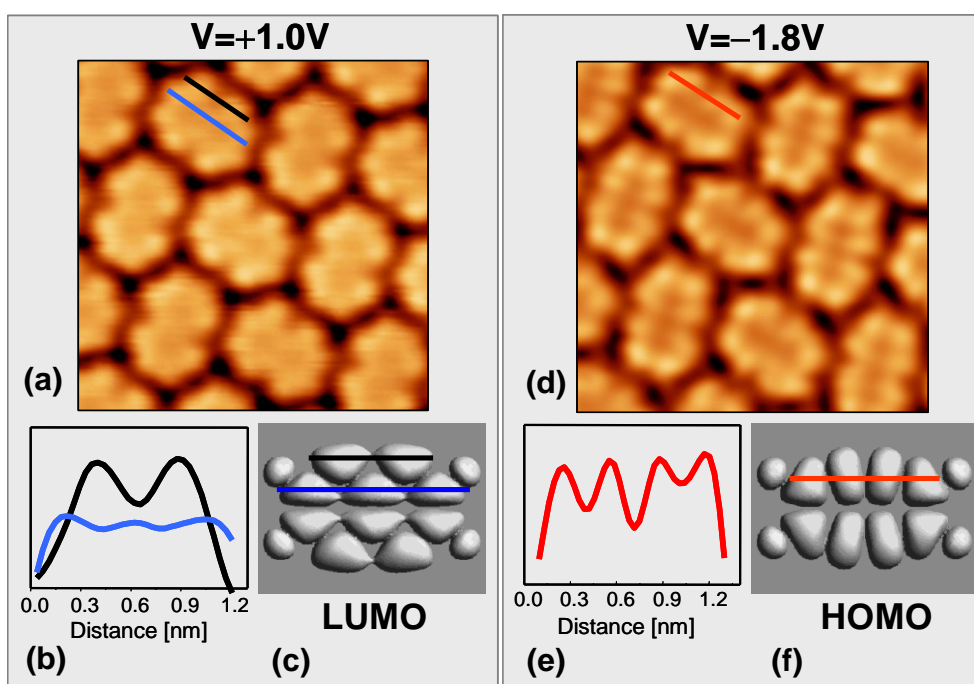 V=+1.0V
(a)
0.0 0.3 0.6 0.9 1.2
Distance [nm]
(b)
LUMO
(c)
V=−1.8V
(d)
0.0 0.3 0.6 0.9 1.2
Distance [nm]
(e)
HOMO
(f)